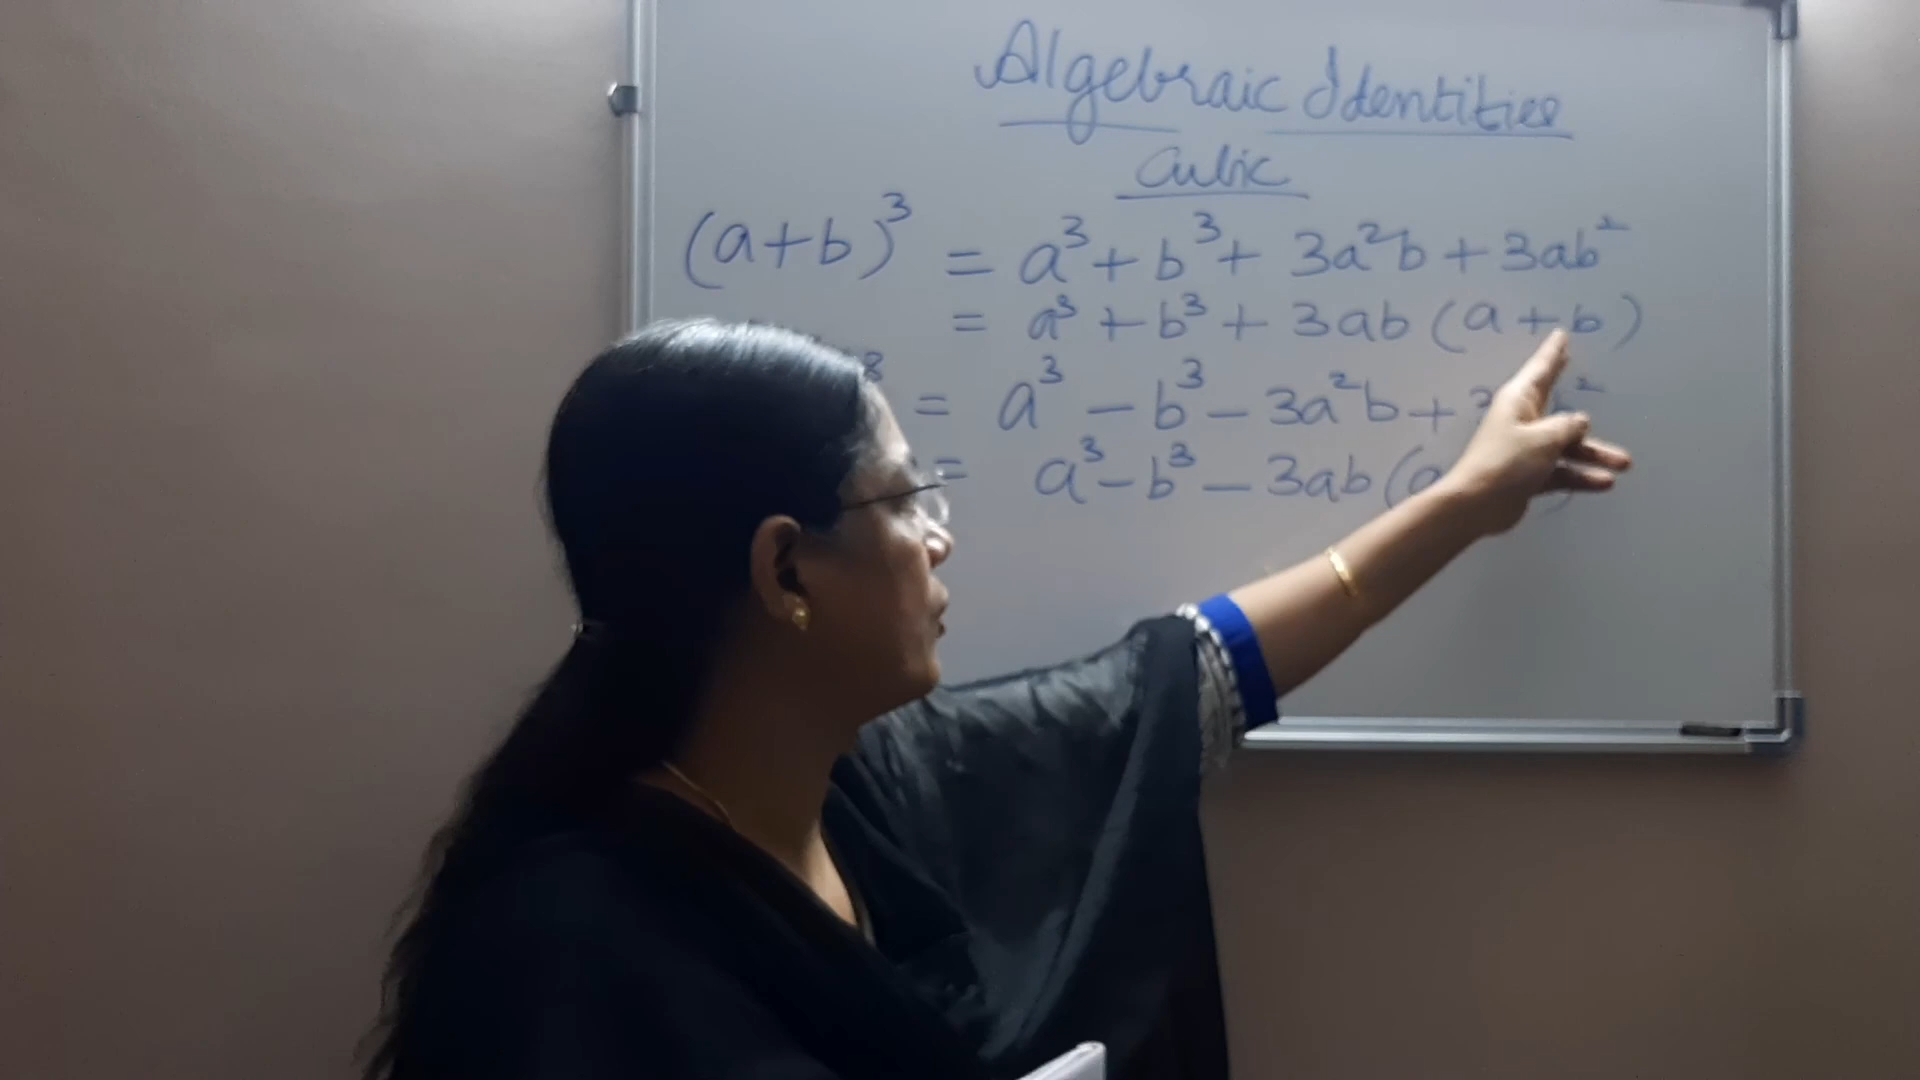 Algebraic Identities
Cubic
(a+b)³ = a³ + b³ + 3a²b + 3ab²
= a³ + b³ + 3ab (a + b)
= a³ - b³ - 3a²b +
= a³ - b³ - 3ab (a